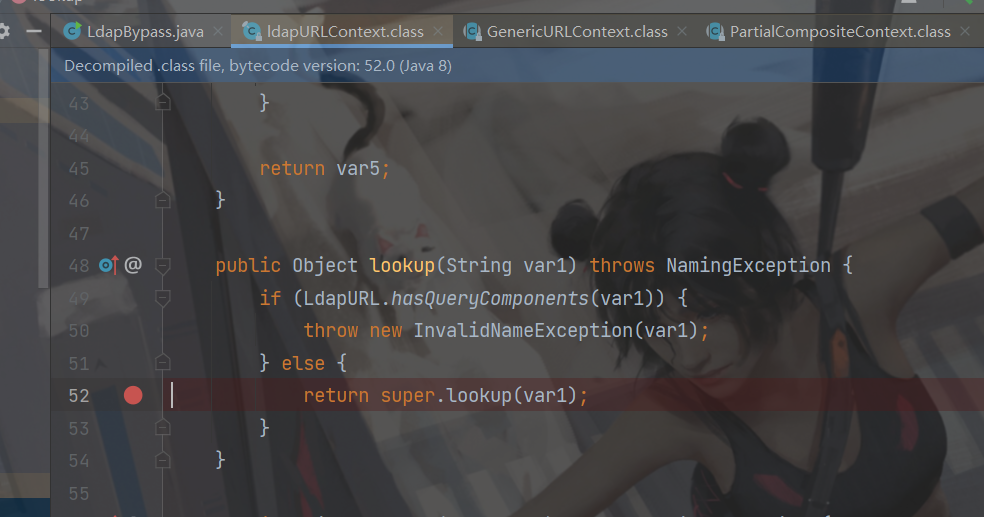 LdapBypass.java ldapURLContext.class GenericURLContext.class PartialCompositeContext.class
Decompiled .class file, bytecode version: 52.0 (Java 8)
43 }
44
45 return var5;
46 }
47
48 @ public Object lookup(String var1) throws NamingException {
49 if (LdapURL.hasQueryComponents(var1)) {
50 throw new InvalidNameException(var1);
51 } else {
52 return super.lookup(var1);
53 }
54 }
55